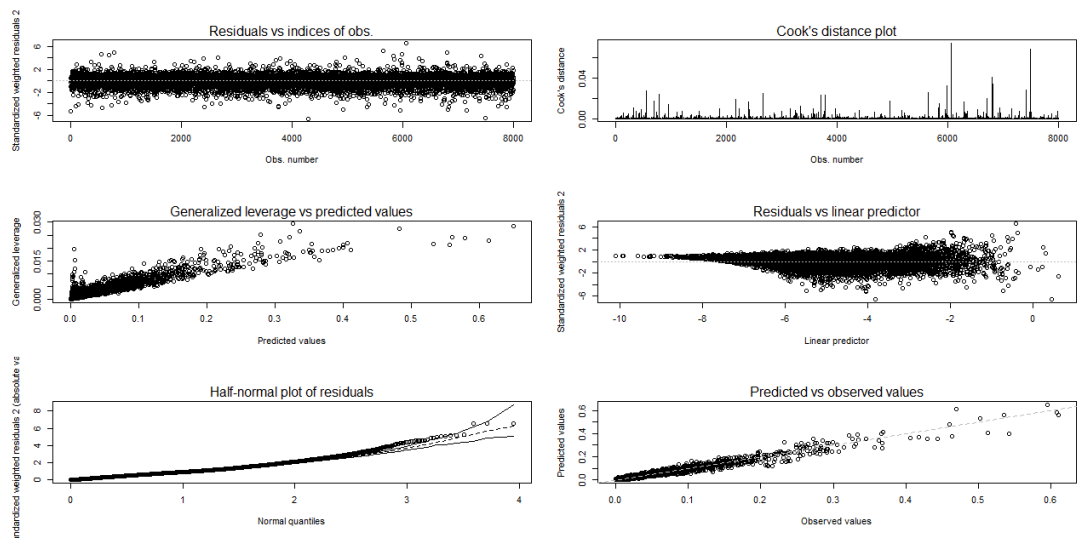 Residuals vs indices of obs.
Standardized weighted residuals 2
6
2
-2
-6
0 2000 4000 6000 8000
Obs. number
Cook's distance plot
Cook's distance
0.04
0.00
0 2000 4000 6000 8000
Obs. number
Generalized leverage vs predicted values
Generalized leverage
0.030
0.015
0.000
0.0 0.1 0.2 0.3 0.4 0.5 0.6
Predicted values
Residuals vs linear predictor
Standardized weighted residuals 2
6
2
-2
-6
-10 -8 -6 -4 -2 0
Linear predictor
Half-normal plot of residuals
ndardized weighted residuals 2 (absolute va
8
6
4
2
0
0 1 2 3 4
Normal quantiles
Predicted vs observed values
Predicted values
0.6
0.4
0.2
0.0
0.0 0.1 0.2 0.3 0.4 0.5 0.6
Observed values